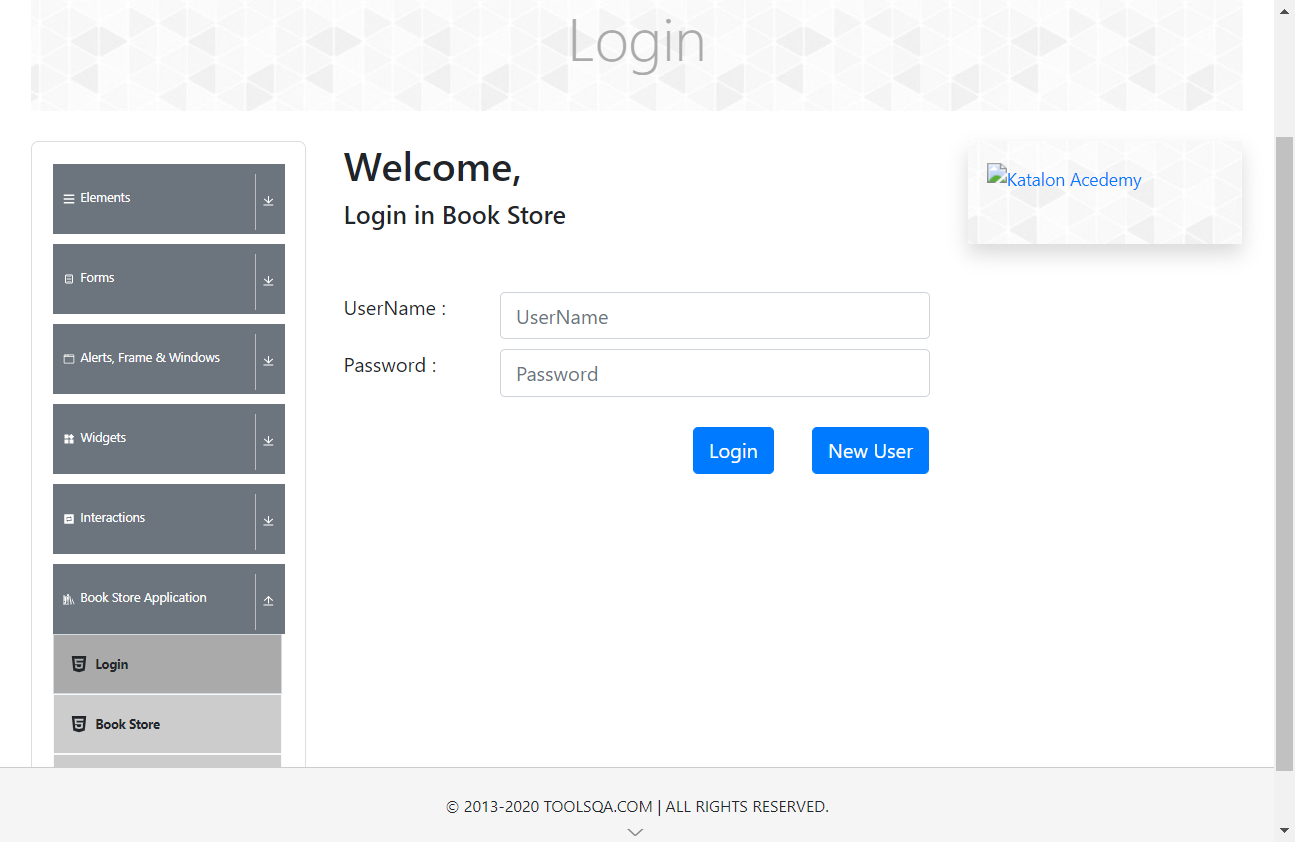 Login
Elements
Forms
Alerts, Frame & Windows
Widgets
Interactions
Book Store Application
Login
Book Store
Welcome,
Login in Book Store
UserName :
UserName
Password :
Password
Login
New User
Katalon Acedemy
© 2013-2020 TOOLSQA.COM | ALL RIGHTS RESERVED.